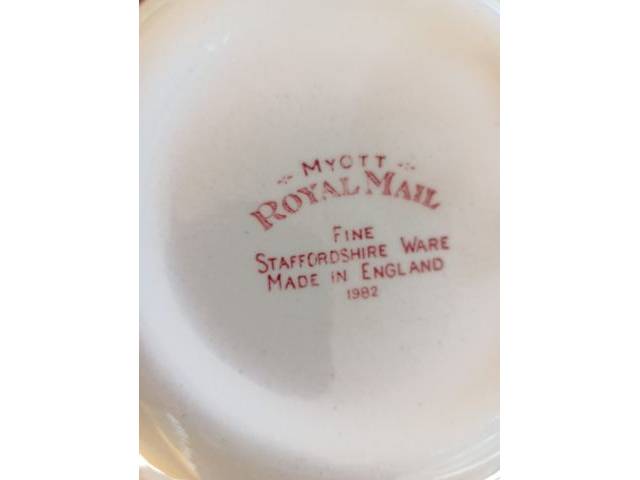 MYOTT
ROYAL MAIL
FINE
STAFFORDSHIRE WARE
MADE IN ENGLAND
1982